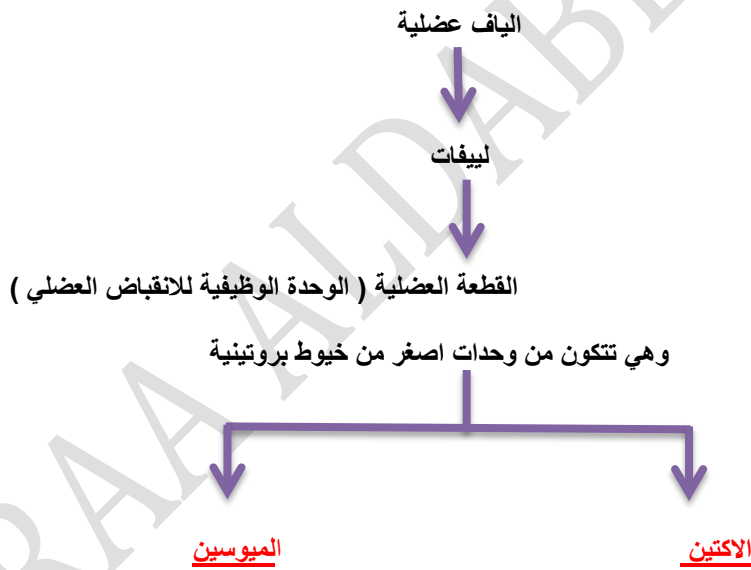 الياف عضلية
لييفات
القطعة العضلية ( الوحدة الوظيفية للانقباض العضلي )
وهي تتكون من وحدات اصغر من خيوط بروتينية
الاكتين
الميوسين